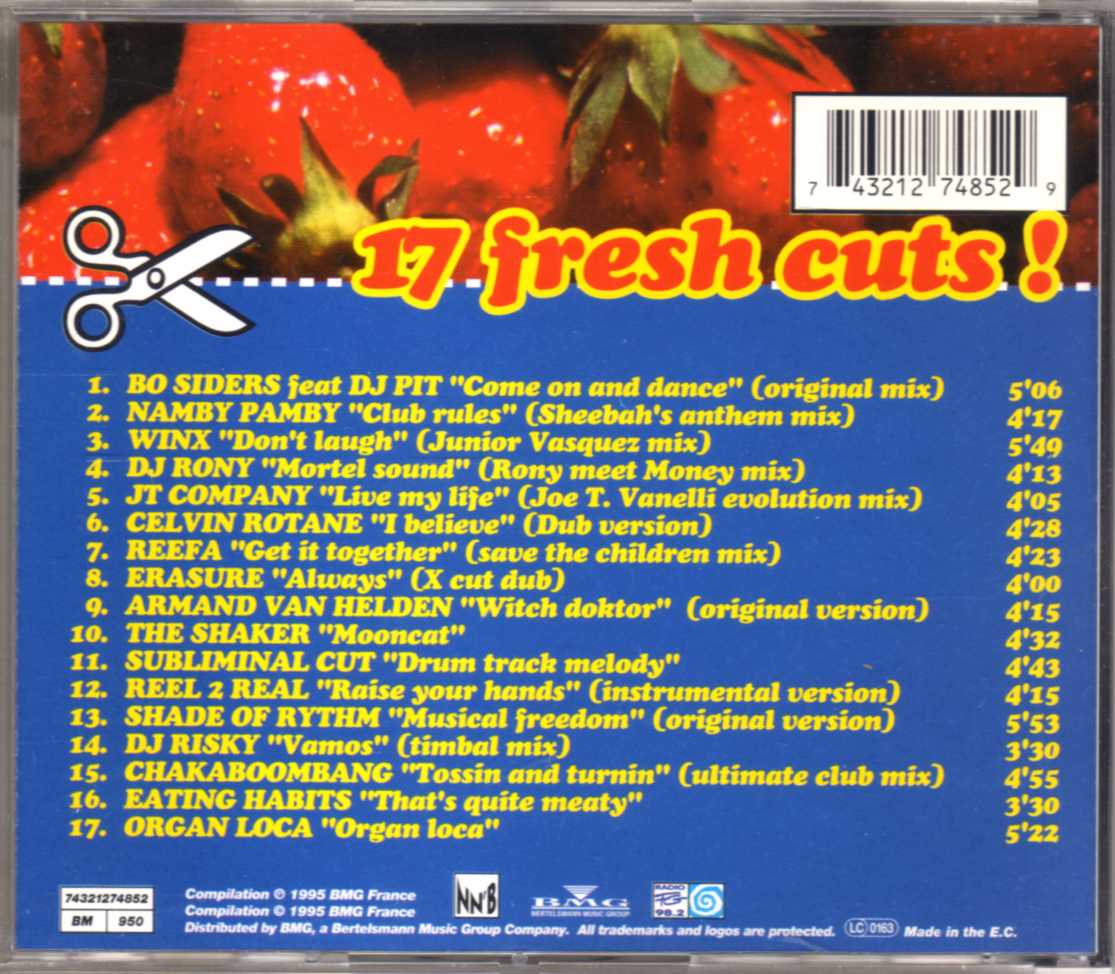 7 43212 74852 9
17 fresh cuts !
1. BO SIDERS feat DJ PIT "Come on and dance" (original mix) 5'06
2. NAMBY PAMBY "Club rules" (Sheebah's anthem mix) 4'17
3. WINX "Don't laugh" (Junior Vasquez mix) 5'49
4. DJ RONY "Mortel sound" (Rony meet Money mix) 4'13
5. JT COMPANY "Live my life" (Joe T. Vanelli evolution mix) 4'05
6. CELVIN ROTANE "I believe" (Dub version) 4'28
7. REEFA "Get it together" (save the children mix) 4'23
8. ERASURE "Always" (X cut dub) 4'00
9. ARMAND VAN HELDEN "Witch doktor" (original version) 4'15
10. THE SHAKER "Mooncat" 4'32
11. SUBLIMINAL CUT "Drum track melody" 4'43
12. REEL 2 REAL "Raise your hands" (instrumental version) 4'15
13. SHADE OF RYTHM "Musical freedom" (original version) 5'53
14. DJ RISKY "Vamos" (timbal mix) 3'30
15. CHAKABOOMBANG "Tossin and turnin" (ultimate club mix) 4'55
16. EATING HABITS "That's quite meaty" 3'30
17. ORGAN LOCA "Organ loca" 5'22
74321274852
BM 950
Compilation © 1995 BMG France
Compilation © 1995 BMG France
Distributed by BMG, a Bertelsmann Music Group Company. All trademarks and logos are protected.
NN'B
BMG
BERTELSMANN MUSIC GROUP
RADIO
98.2
LC 0163
Made in the E.C.